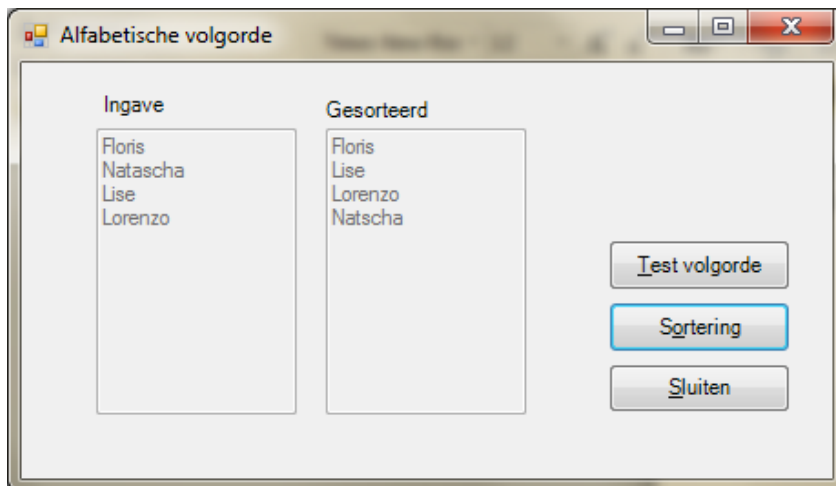 Alfabetische volgorde
Ingave
Gesorteerd
Floris
Natascha
Lise
Lorenzo
Floris
Lise
Lorenzo
Natscha
Test volgorde
Sortering
Sluiten